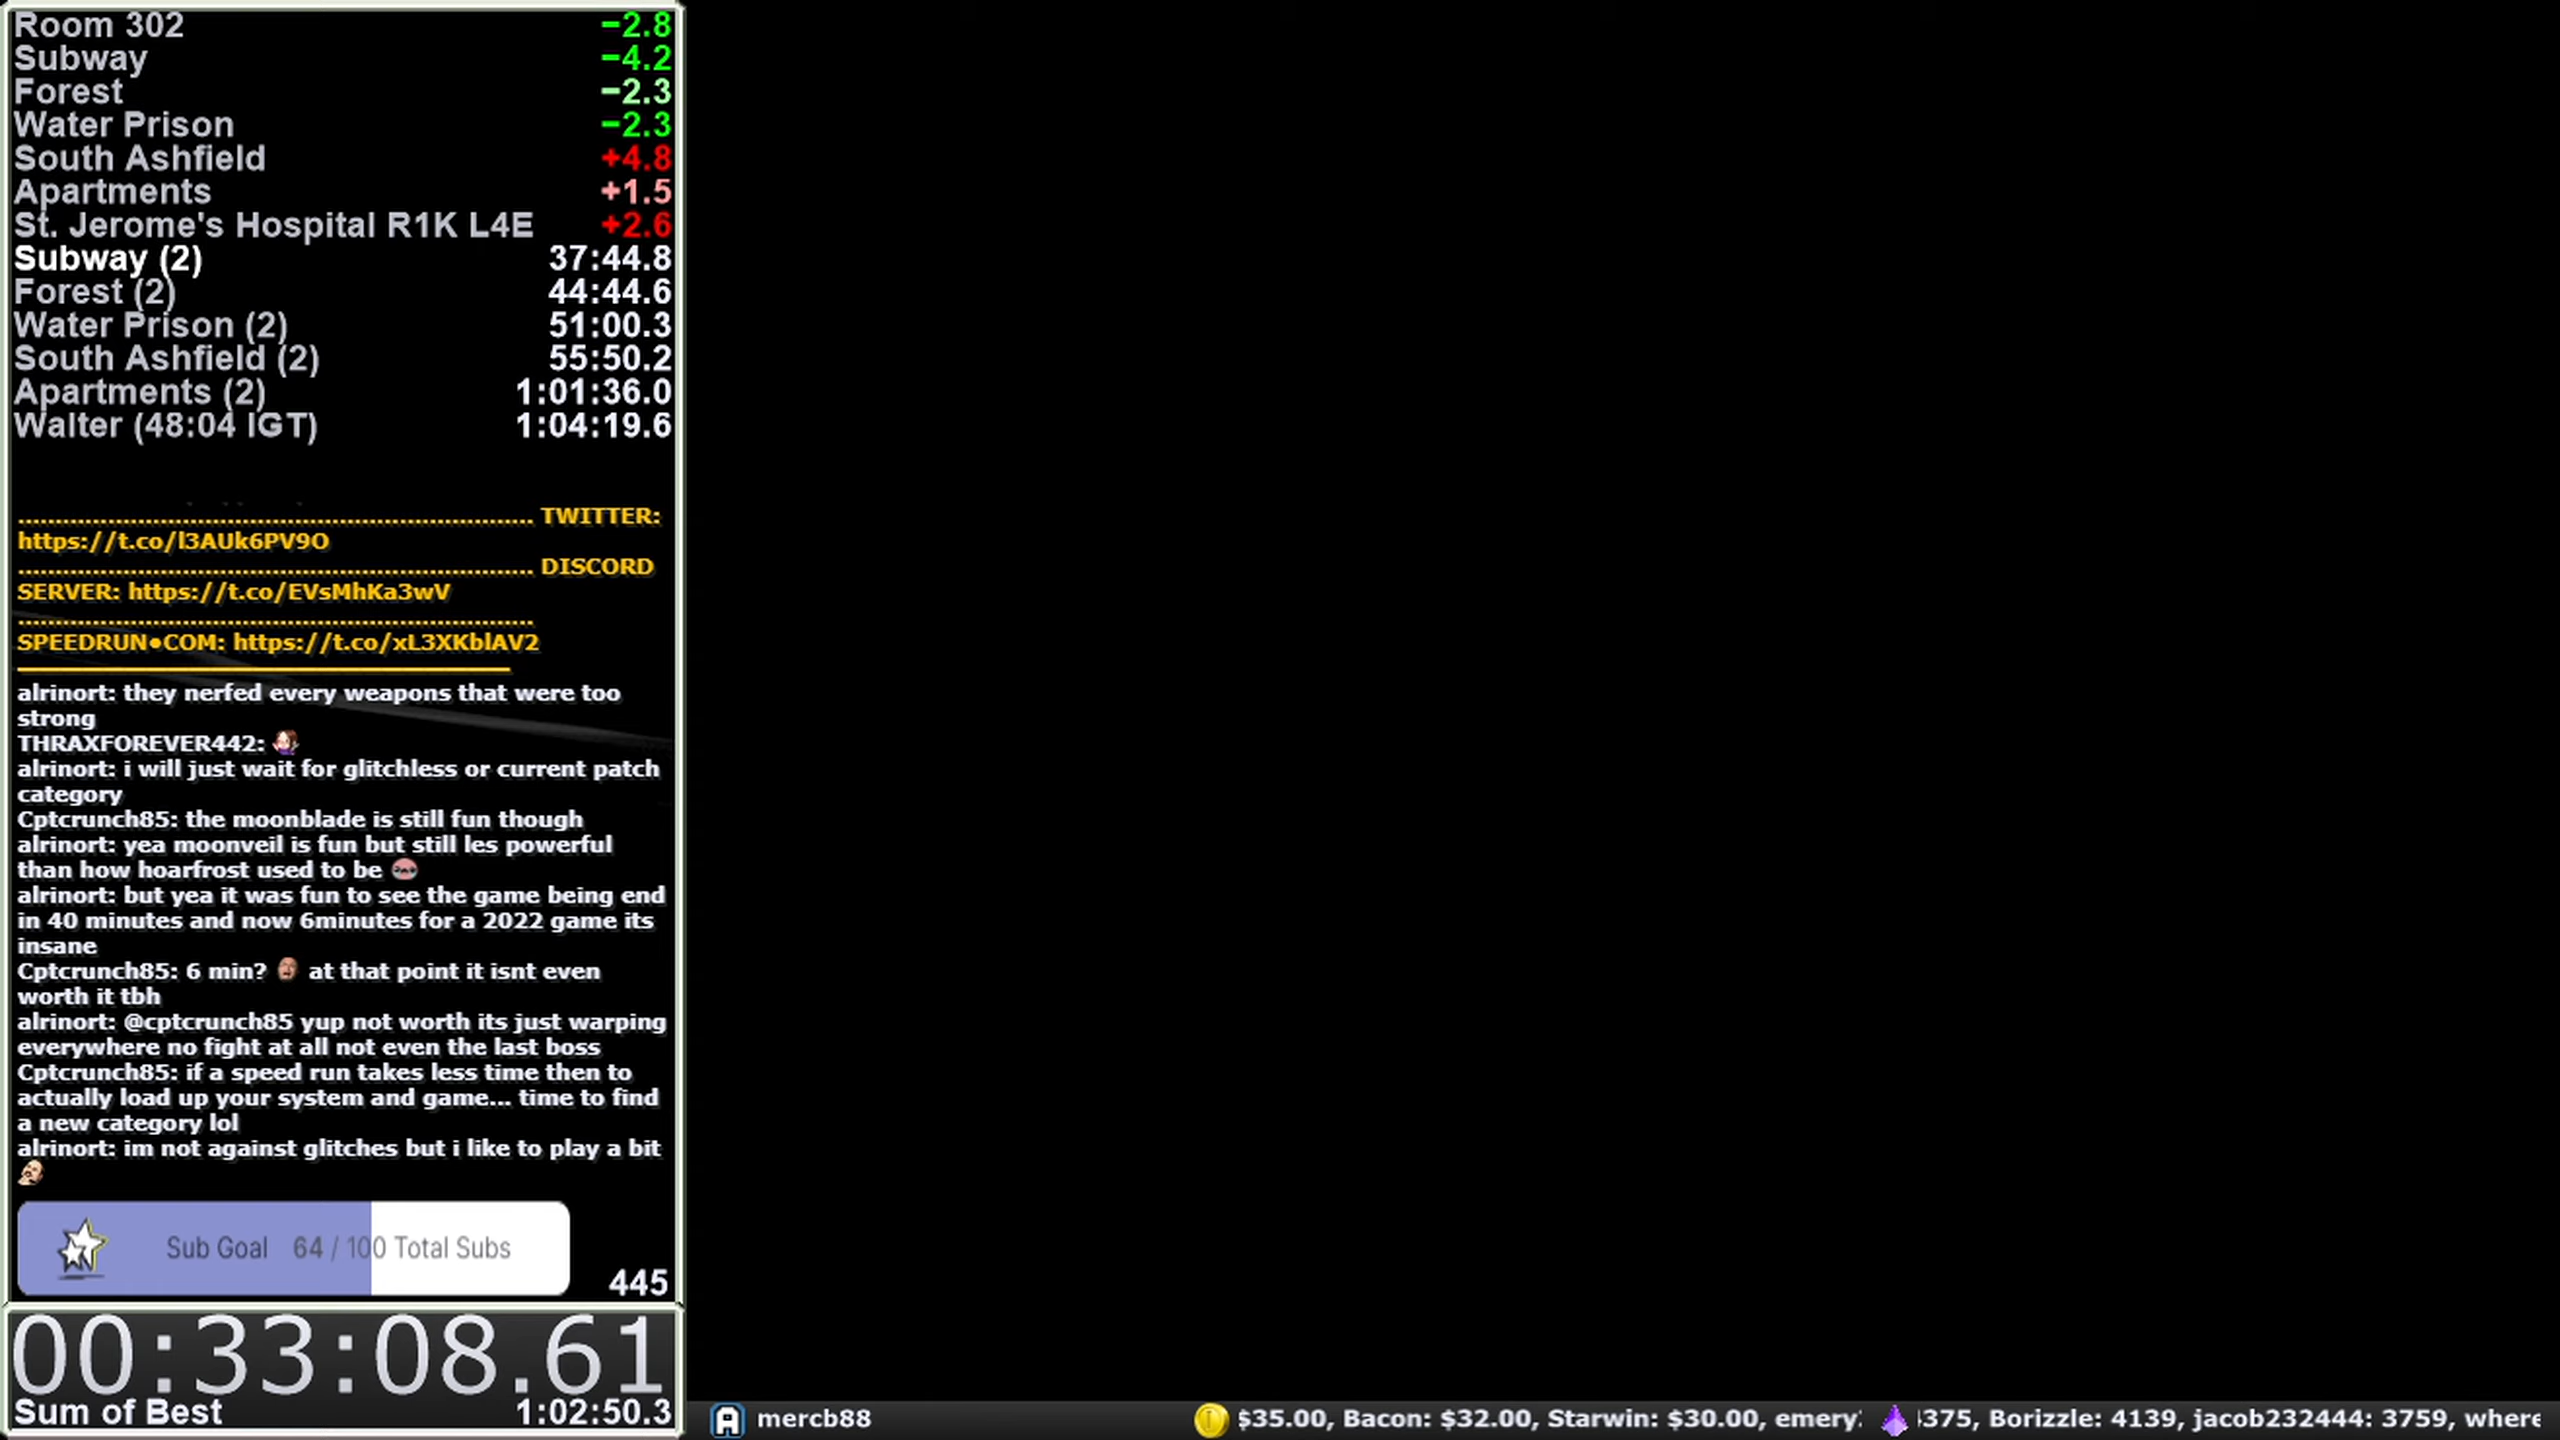 Room 302 −2.8
Subway −4.2
Forest −2.3
Water Prison −2.3
South Ashfield +4.8
Apartments +1.5
St. Jerome's Hospital R1K L4E +2.6
Subway (2) 37:44.8
Forest (2) 44:44.6
Water Prison (2) 51:00.3
South Ashfield (2) 55:50.2
Apartments (2) 1:01:36.0
Walter (48:04 IGT) 1:04:19.6
................................................................... TWITTER:
https://t.co/l3AUk6PV9O
................................................................... DISCORD
SERVER: https://t.co/EVsMhKa3wV
...................................................................
SPEEDRUN●COM: https://t.co/xL3XKblAV2
alrinort: they nerfed every weapons that were too
strong
THRAXFOREVER442:
alrinort: i will just wait for glitchless or current patch
category
Cptcrunch85: the moonblade is still fun though
alrinort: yea moonveil is fun but still les powerful
than how hoarfrost used to be
alrinort: but yea it was fun to see the game being end
in 40 minutes and now 6minutes for a 2022 game its
insane
Cptcrunch85: 6 min? at that point it isnt even
worth it tbh
alrinort: @cptcrunch85 yup not worth its just warping
everywhere no fight at all not even the last boss
Cptcrunch85: if a speed run takes less time then to
actually load up your system and game... time to find
a new category lol
alrinort: im not against glitches but i like to play a bit
Sub Goal 64 / 100 Total Subs
445
00:33:08.61
Sum of Best 1:02:50.3
mercb88 $35.00, Bacon: $32.00, Starwin: $30.00, emery 4375, Borizzle: 4139, jacob232444: 3759, where